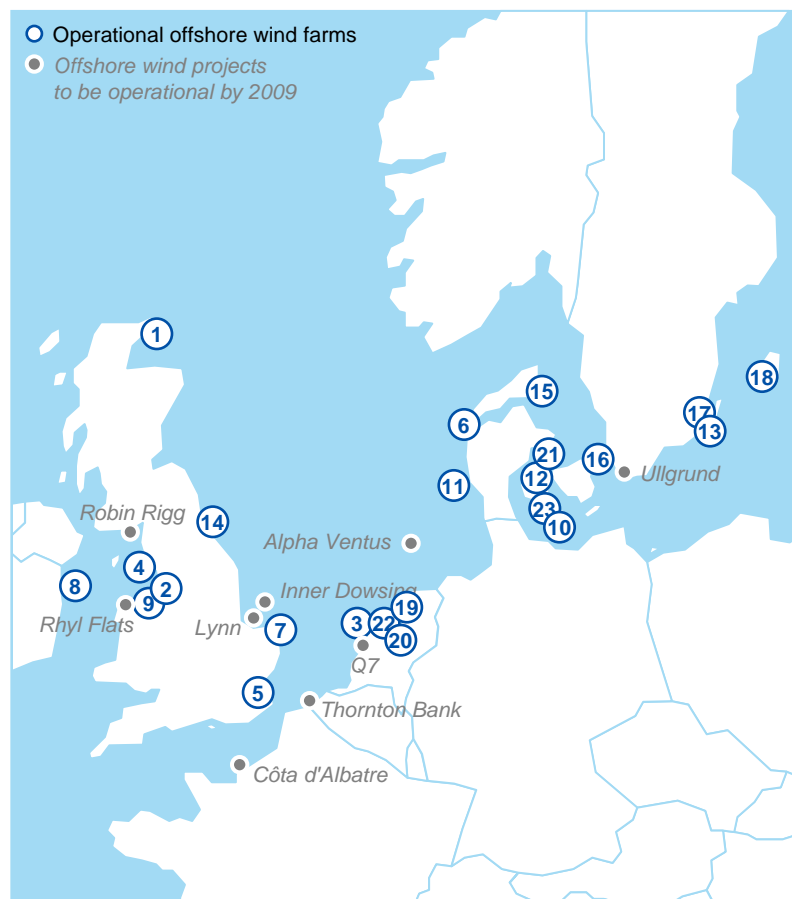 Operational offshore wind farms
Offshore wind projects
to be operational by 2009
1
18
15
17
6
13
21
16
Ullgrund
12
11
23
14
10
Robin Rigg
Alpha Ventus
4
8
2
Inner Dowsing
9
19
Rhyl Flats
Lynn
7
3
22
20
Q7
5
Thornton Bank
Côta d'Albatre